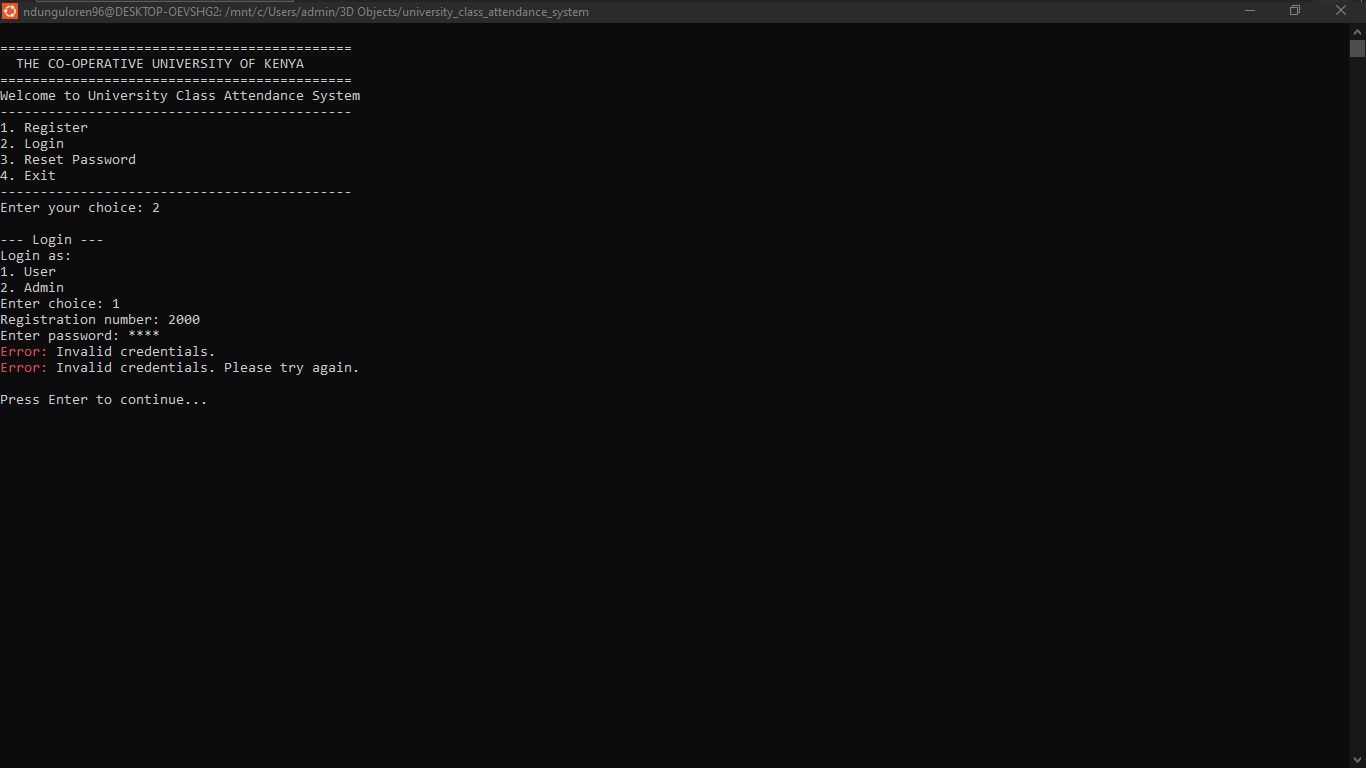 ndunguloren96@DESKTOP-OEVSHG2: /mnt/c/Users/admin/3D Objects/university_class_attendance_system
============================================
  THE CO-OPERATIVE UNIVERSITY OF KENYA
============================================
Welcome to University Class Attendance System
--------------------------------------------
1. Register
2. Login
3. Reset Password
4. Exit
--------------------------------------------
Enter your choice: 2

--- Login ---
Login as:
1. User
2. Admin
Enter choice: 1
Registration number: 2000
Enter password: ****
Error: Invalid credentials.
Error: Invalid credentials. Please try again.

Press Enter to continue...